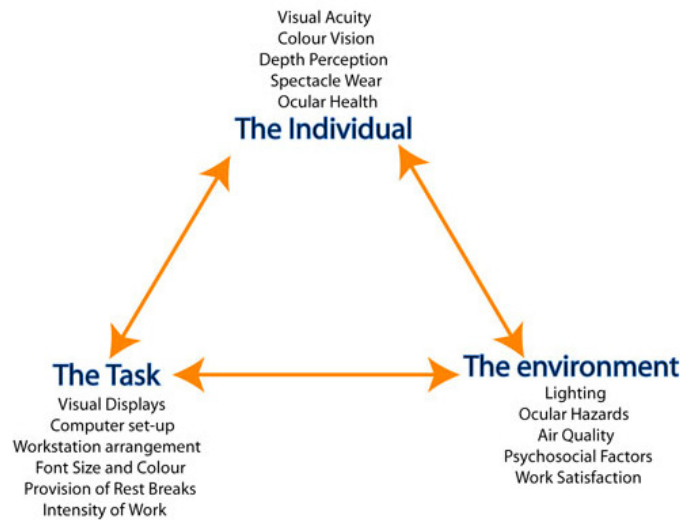 Visual Acuity
Colour Vision
Depth Perception
Spectacle Wear
Ocular Health
The Individual
The Task
Visual Displays
Computer set-up
Workstation arrangement
Font Size and Colour
Provision of Rest Breaks
Intensity of Work
The environment
Lighting
Ocular Hazards
Air Quality
Psychosocial Factors
Work Satisfaction